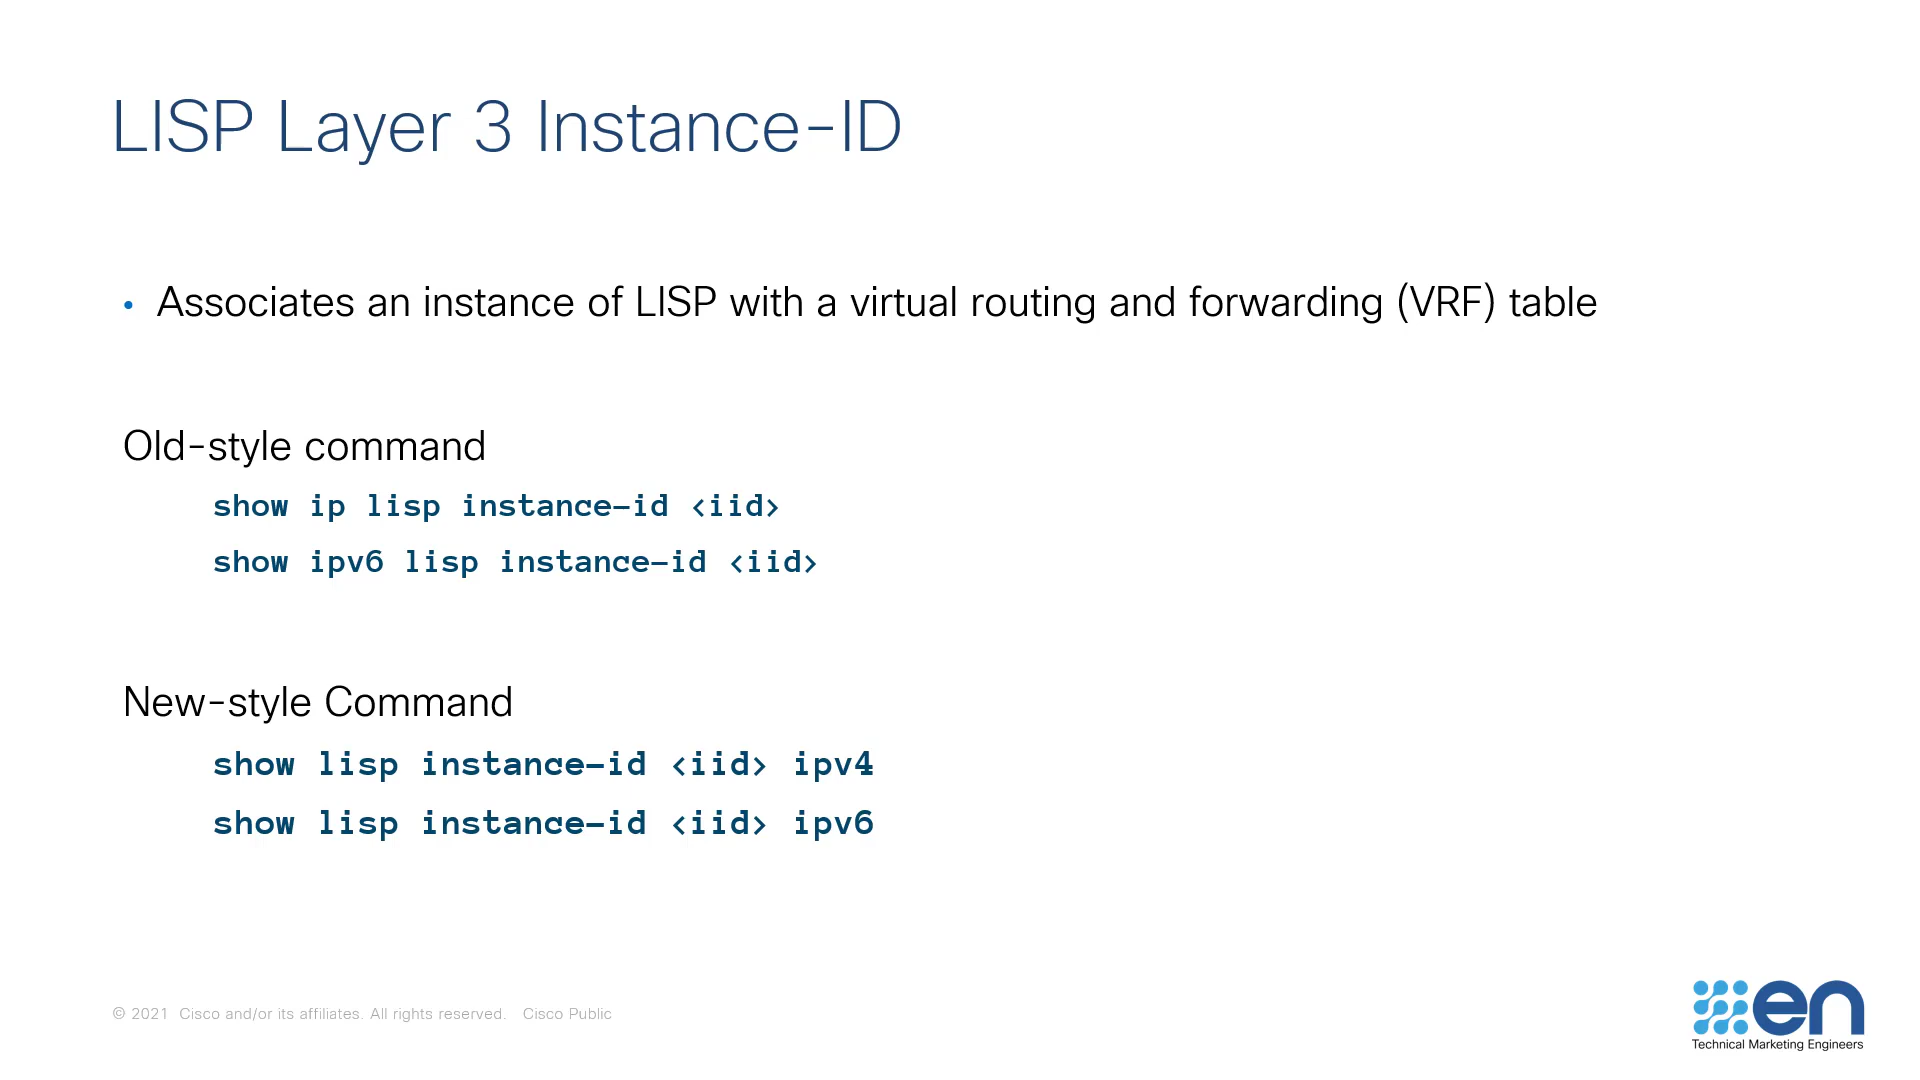 LISP Layer 3 Instance-ID
• Associates an instance of LISP with a virtual routing and forwarding (VRF) table
Old-style command
show ip lisp instance-id <iid>
show ipv6 lisp instance-id <iid>
New-style Command
show lisp instance-id <iid> ipv4
show lisp instance-id <iid> ipv6
© 2021 Cisco and/or its affiliates. All rights reserved. Cisco Public
en
Technical Marketing Engineers